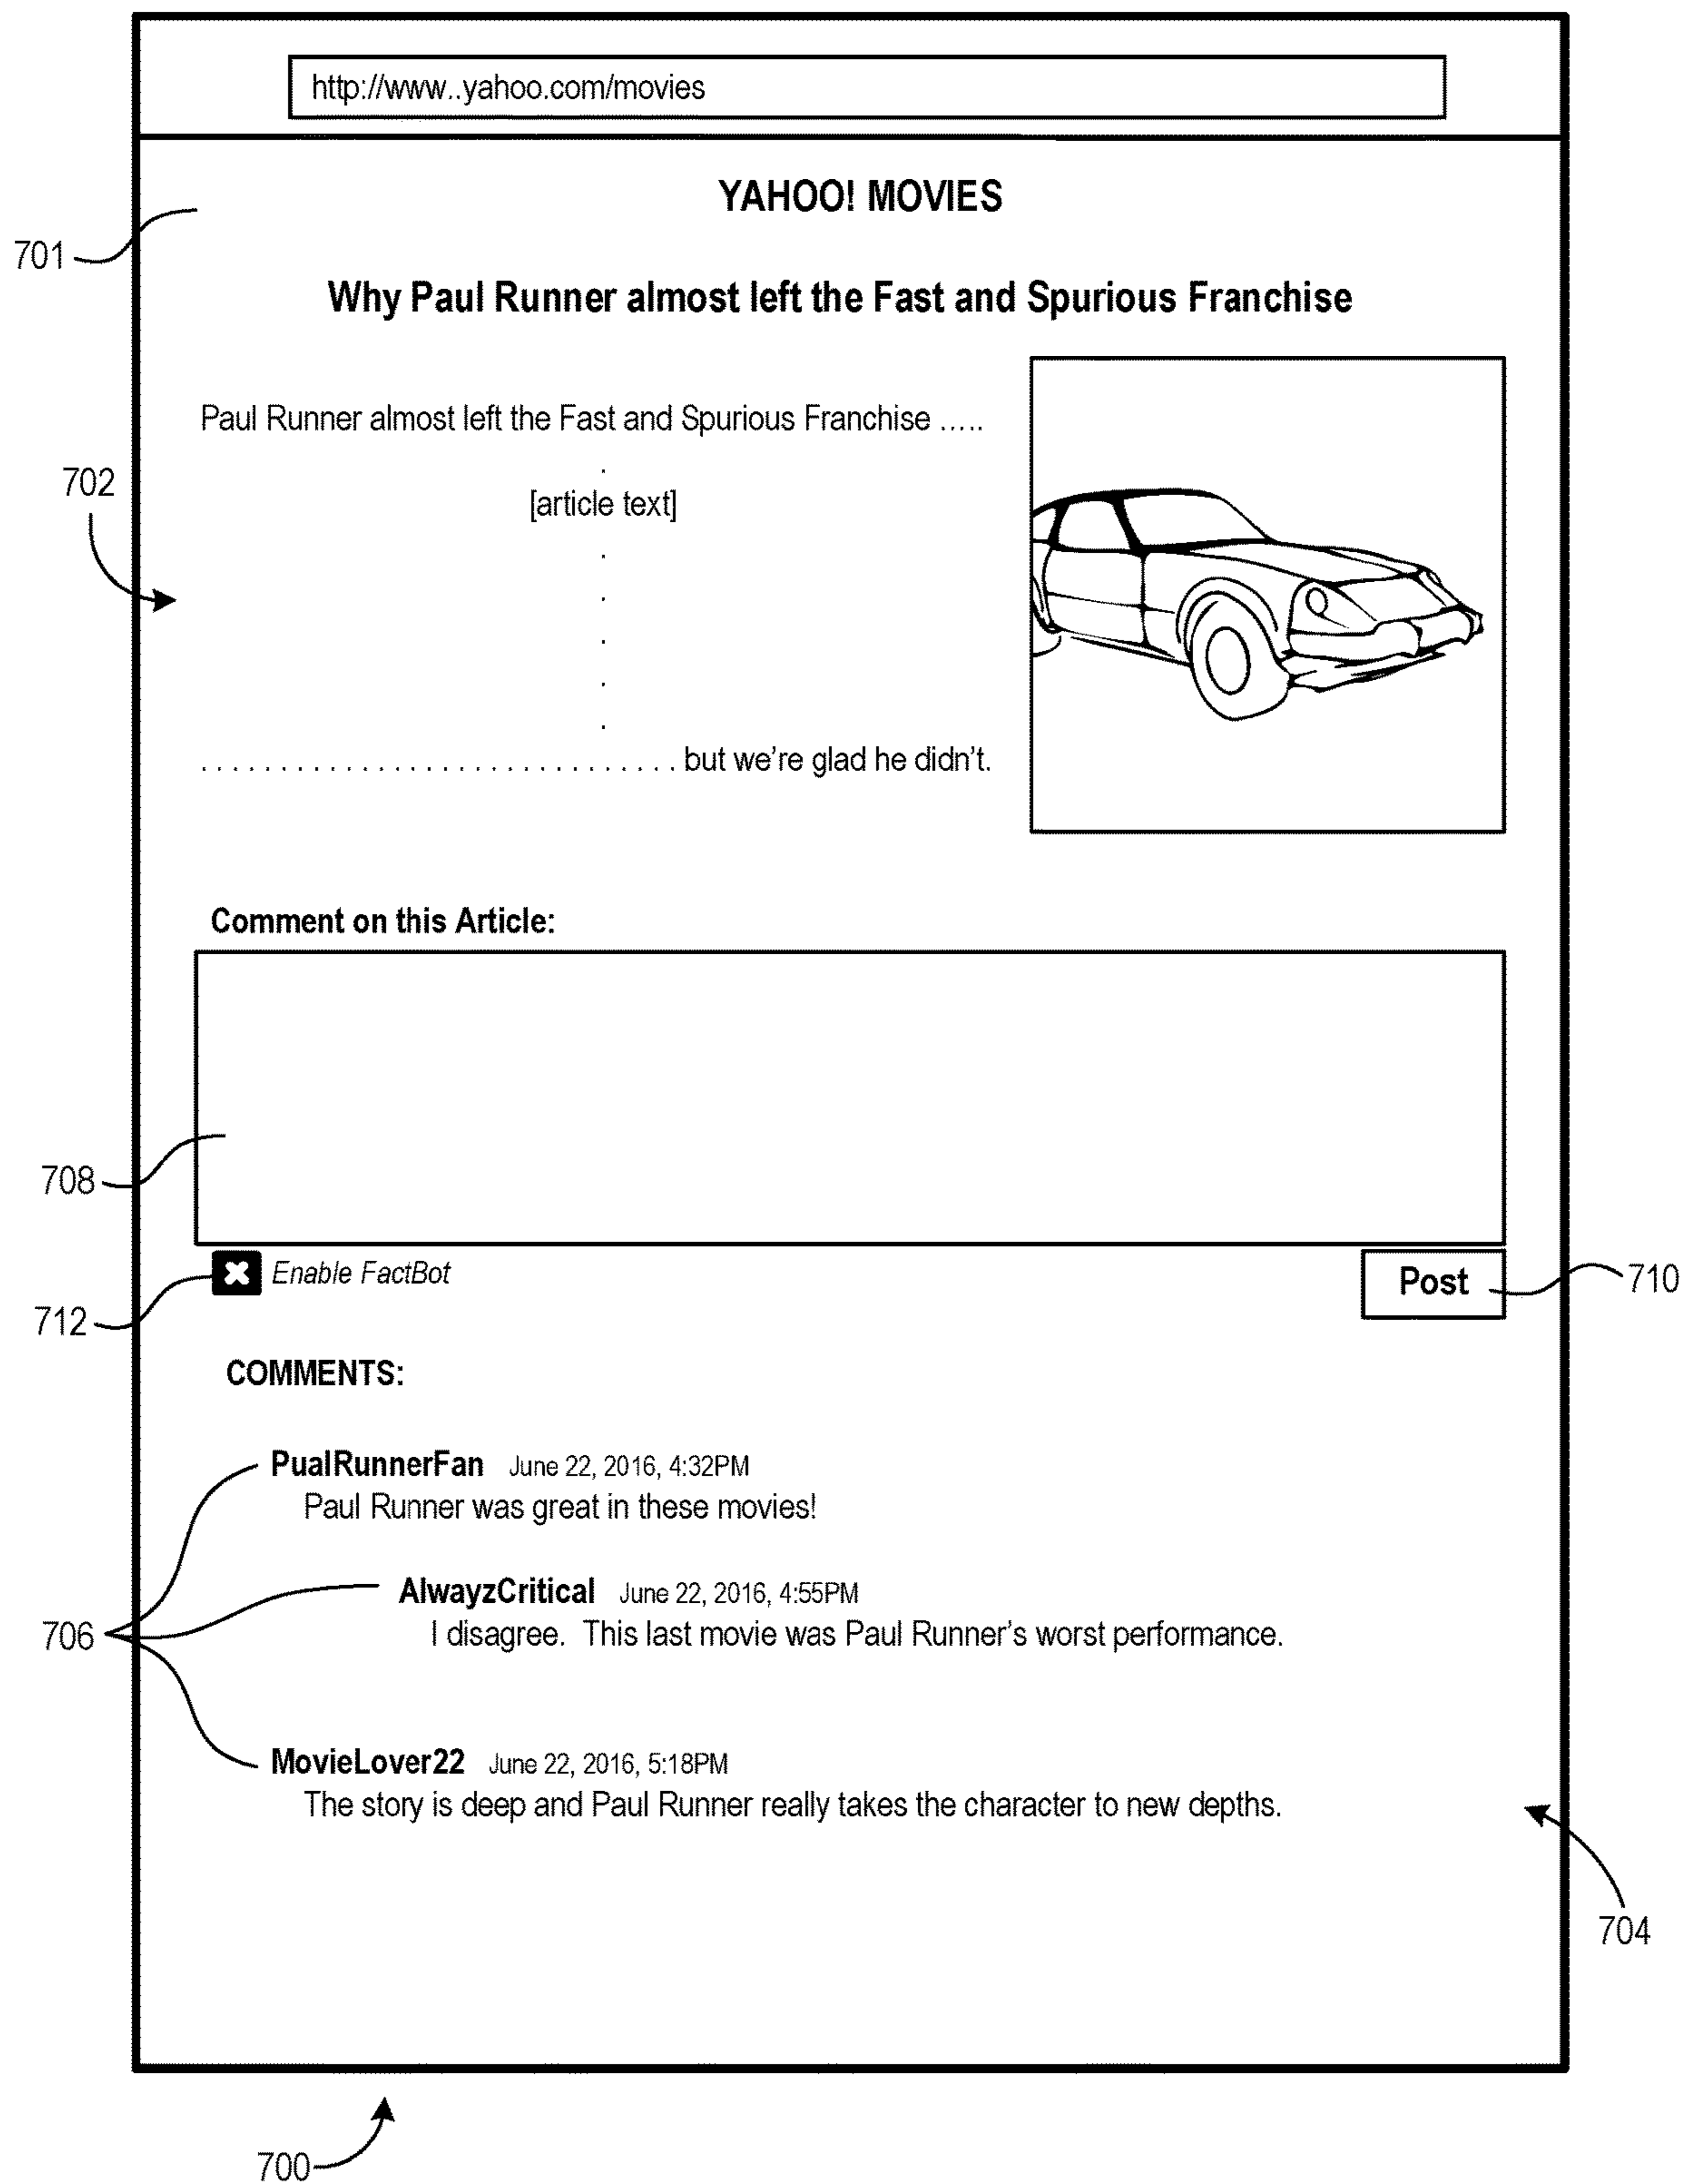 http://www..yahoo.com/movies
YAHOO! MOVIES
701
Why Paul Runner almost left the Fast and Spurious Franchise
Paul Runner almost left the Fast and Spurious Franchise .....
702
[article text]
. . . . . . . . . . . . . . . . . . . . . . . . . . . . . but we're glad he didn't.
Comment on this Article:
708
Enable FactBot
Post
710
712
COMMENTS:
PualRunnerFan June 22, 2016, 4:32PM
Paul Runner was great in these movies!
AlwayzCritical June 22, 2016, 4:55PM
706
I disagree. This last movie was Paul Runner's worst performance.
MovieLover22 June 22, 2016, 5:18PM
The story is deep and Paul Runner really takes the character to new depths.
704
700